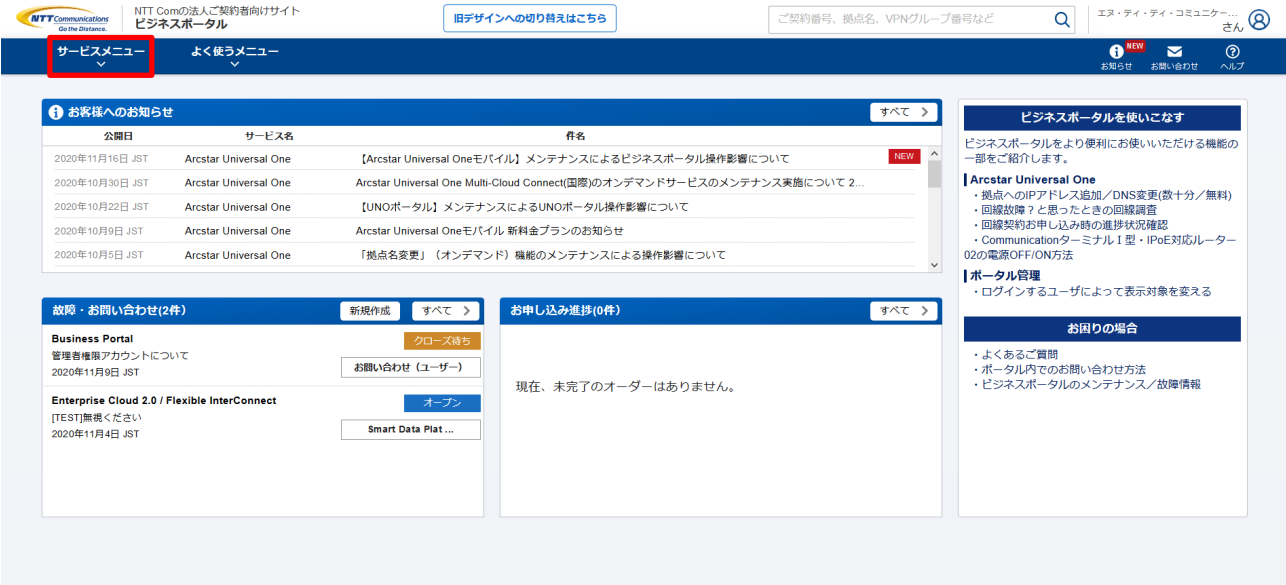 NTT Communications
Go the Distance.
NTT Comの法人ご契約者向けサイト
ビジネスポータル
旧デザインへの切り替えはこちら
ご契約番号、拠点名、VPNグループ番号など
エヌ・ティ・ティ・コミュニケー...
さん
サービスメニュー
よく使うメニュー
NEW
お知らせ
お問い合わせ
ヘルプ
お客様へのお知らせ
すべて
公開日 サービス名 件名
2020年11月16日 JST Arcstar Universal One 【Arcstar Universal Oneモバイル】メンテナンスによるビジネスポータル操作影響について NEW
2020年10月30日 JST Arcstar Universal One Arcstar Universal One Multi-Cloud Connect(国際)のオンデマンドサービスのメンテナンス実施について 2...
2020年10月22日 JST Arcstar Universal One 【UNOポータル】メンテナンスによるUNOポータル操作影響について
2020年10月9日 JST Arcstar Universal One Arcstar Universal Oneモバイル 新料金プランのお知らせ
2020年10月5日 JST Arcstar Universal One 「拠点名変更」（オンデマンド）機能のメンテナンスによる操作影響について
故障・お問い合わせ(2件)
新規作成
すべて
Business Portal
クローズ待ち
管理者権限アカウントについて
お問い合わせ（ユーザー）
2020年11月9日 JST
Enterprise Cloud 2.0 / Flexible InterConnect
オープン
[TEST]無視ください
Smart Data Plat ...
2020年11月4日 JST
お申し込み進捗(0件)
すべて
現在、未完了のオーダーはありません。
ビジネスポータルを使いこなす
ビジネスポータルをより便利にお使いいただける機能の
一部をご紹介します。
Arcstar Universal One
・拠点へのIPアドレス追加／DNS変更(数十分／無料)
・回線故障？と思ったときの回線調査
・回線契約お申し込み時の進捗状況確認
・CommunicationターミナルⅠ型・IPoE対応ルーター
02の電源OFF/ON方法
ポータル管理
・ログインするユーザによって表示対象を変える
お困りの場合
・よくあるご質問
・ポータル内でのお問い合わせ方法
・ビジネスポータルのメンテナンス／故障情報